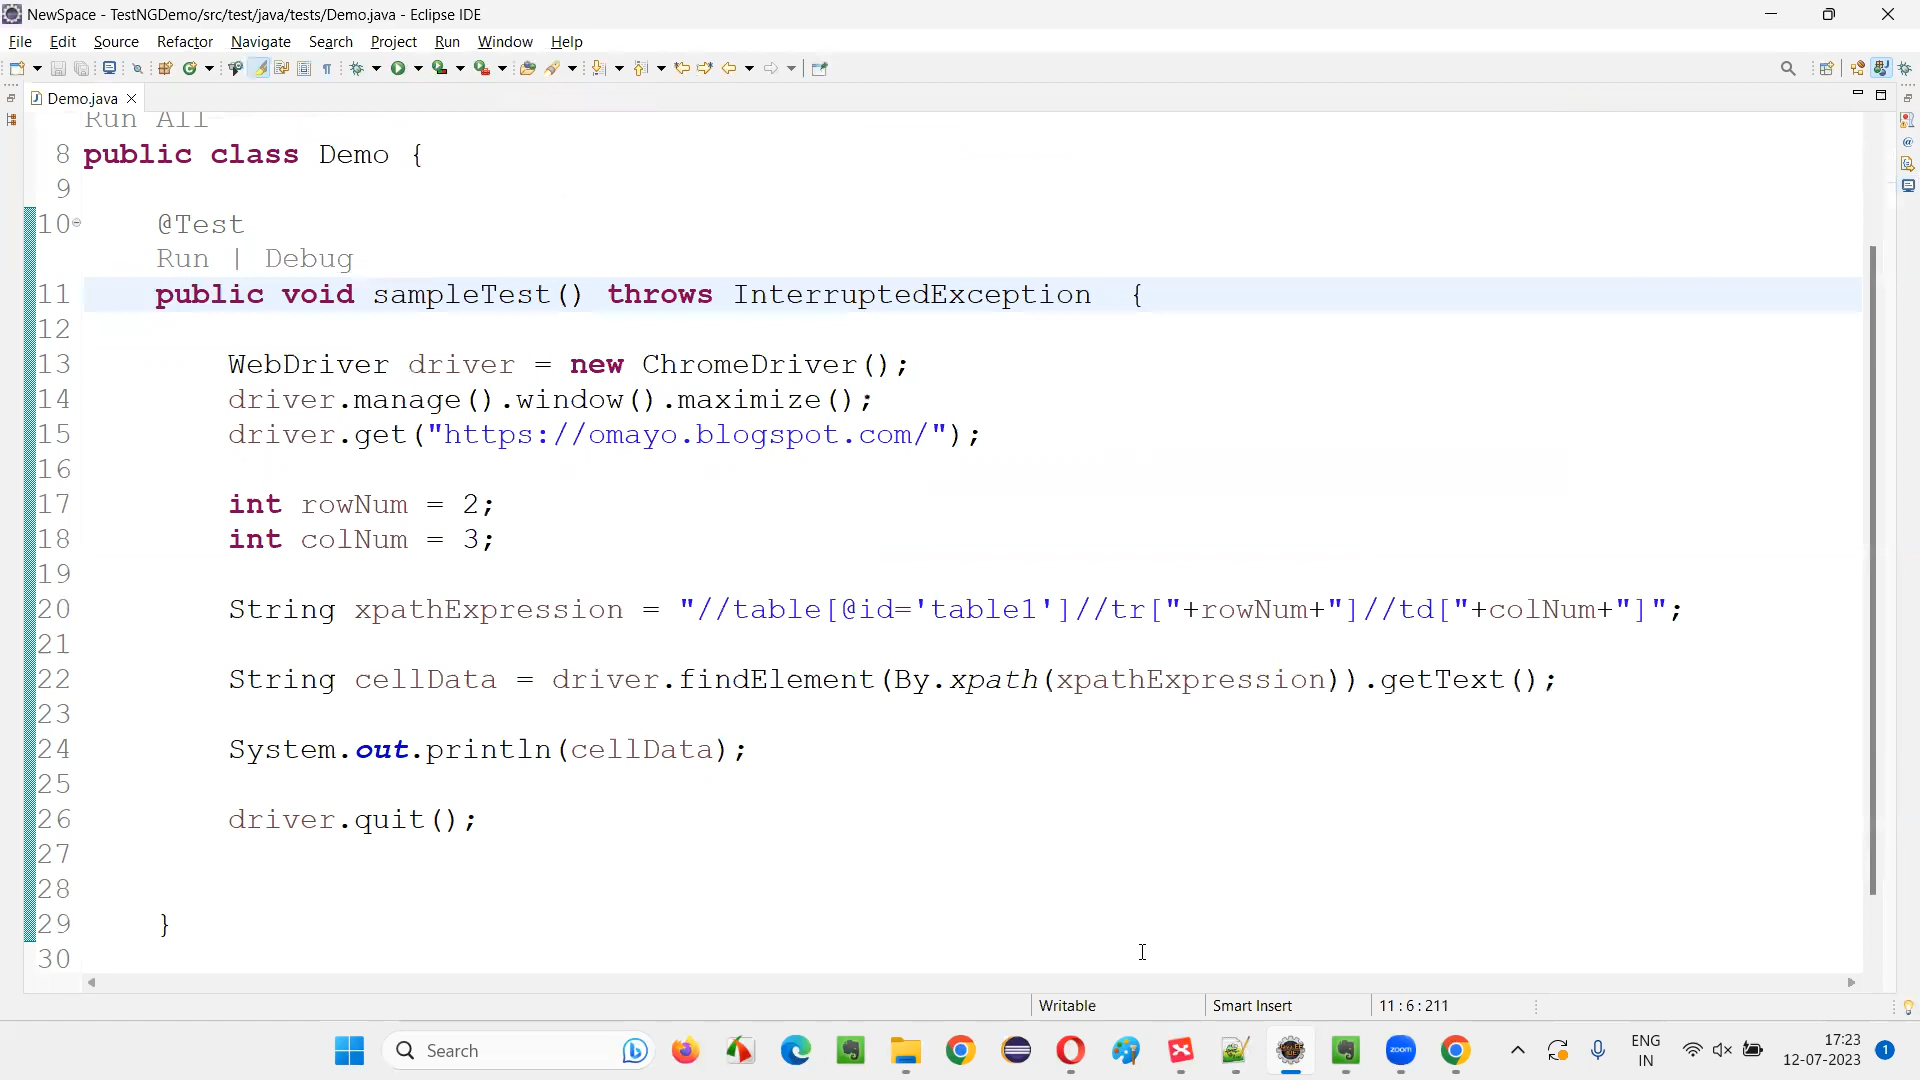 NewSpace - TestNGDemo/src/test/java/tests/Demo.java - Eclipse IDE
File Edit Source Refactor Navigate Search Project Run Window Help
Demo.java
Run All
8 public class Demo {
9
10 @Test
Run | Debug
11 public void sampleTest() throws InterruptedException  {
12
13 WebDriver driver = new ChromeDriver();
14 driver.manage().window().maximize();
15 driver.get("https://omayo.blogspot.com/");
16
17 int rowNum = 2;
18 int colNum = 3;
19
20 String xpathExpression = "//table[@id='table1']//tr["+rowNum+"]//td["+colNum+"]";
21
22 String cellData = driver.findElement(By.xpath(xpathExpression)).getText();
23
24 System.out.println(cellData);
25
26 driver.quit();
27
28
29 }
30
Writable Smart Insert 11 : 6 : 211
Search zoom ENG 17:23
IN 12-07-2023 1